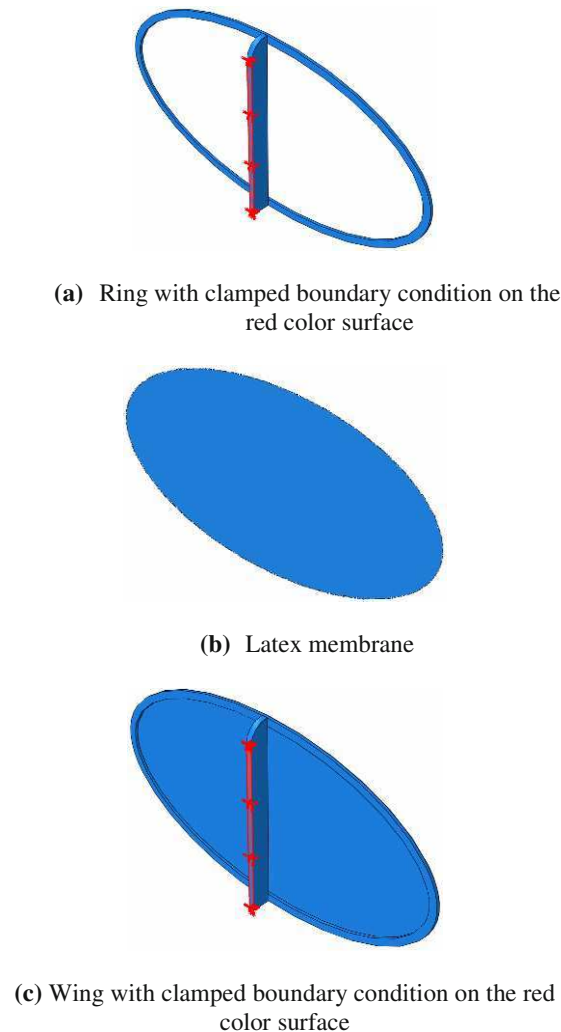 (a) Ring with clamped boundary condition on the
red color surface
(b) Latex membrane
(c) Wing with clamped boundary condition on the red
color surface